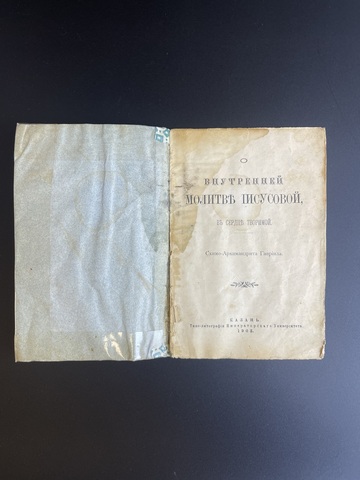 О
ВНУТРЕННЕЙ
МОЛИТВѢ ІИСУСОВОЙ,
ВЪ СЕРДЦѢ ТВОРИМОЙ.
Схимо-Архимандрита Гавріила
КАЗАНЬ.
Типо-литографія Императорскаго Университета.